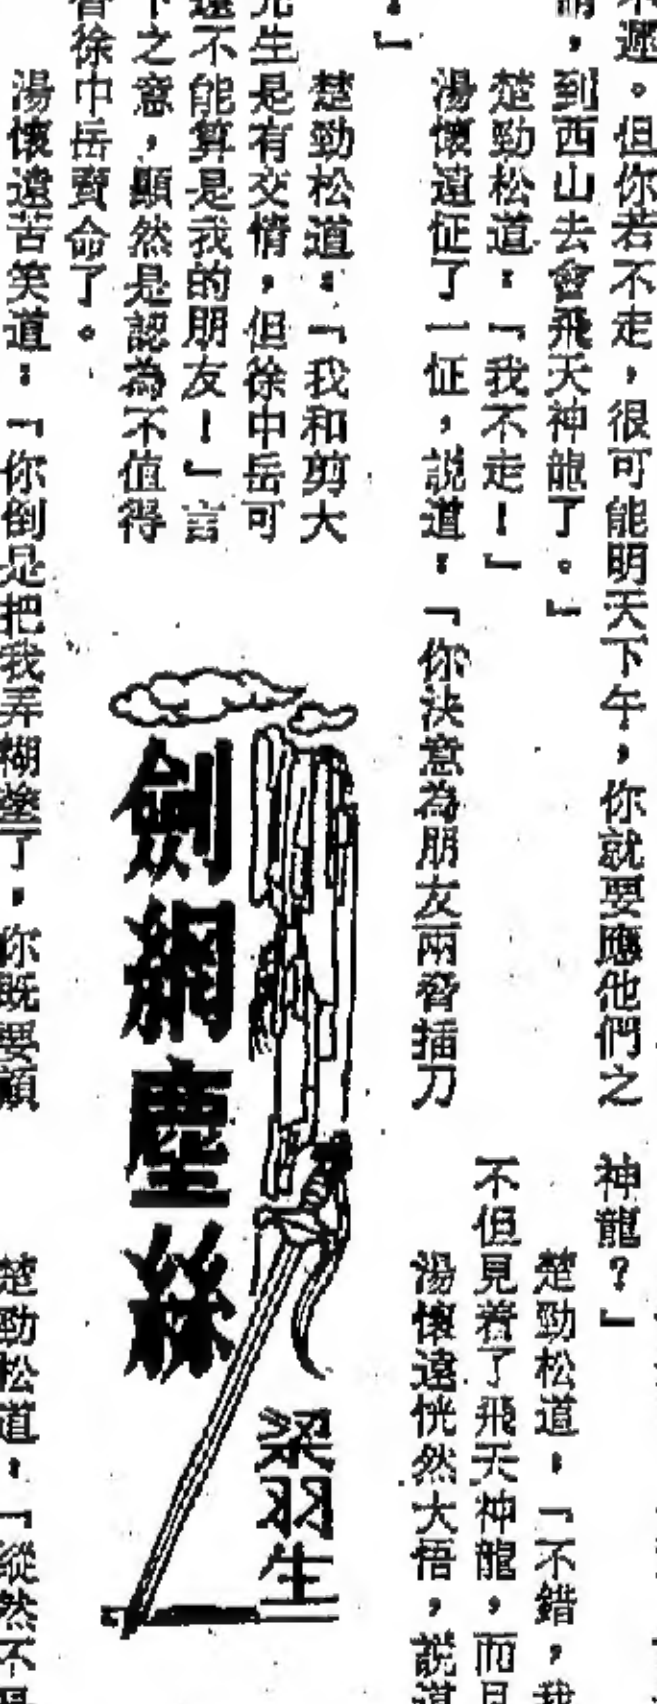 不遲。但你若不走，很可能明天下午，你就要應他們之
，到西山去會飛天神龍了。」
楚勁松道：「我不走！」
湯懷遠怔了一怔，說道：「你決意為朋友兩脅插刀
。」
楚勁松道：「我和剪大
先生是有交情，但徐中岳可
還不能算是我的朋友！」言
下之意，顯然是認為不值得
替徐中岳賣命了。
湯懷遠苦笑道：「你倒是把我弄糊塗了，你既要顧
劍網塵絲
梁羽生
神龍？」
楚勁松道，「不錯，我
不但見着了飛天神龍，而且
湯懷遠恍然大悟，說道
楚勁松道，「縱然不是